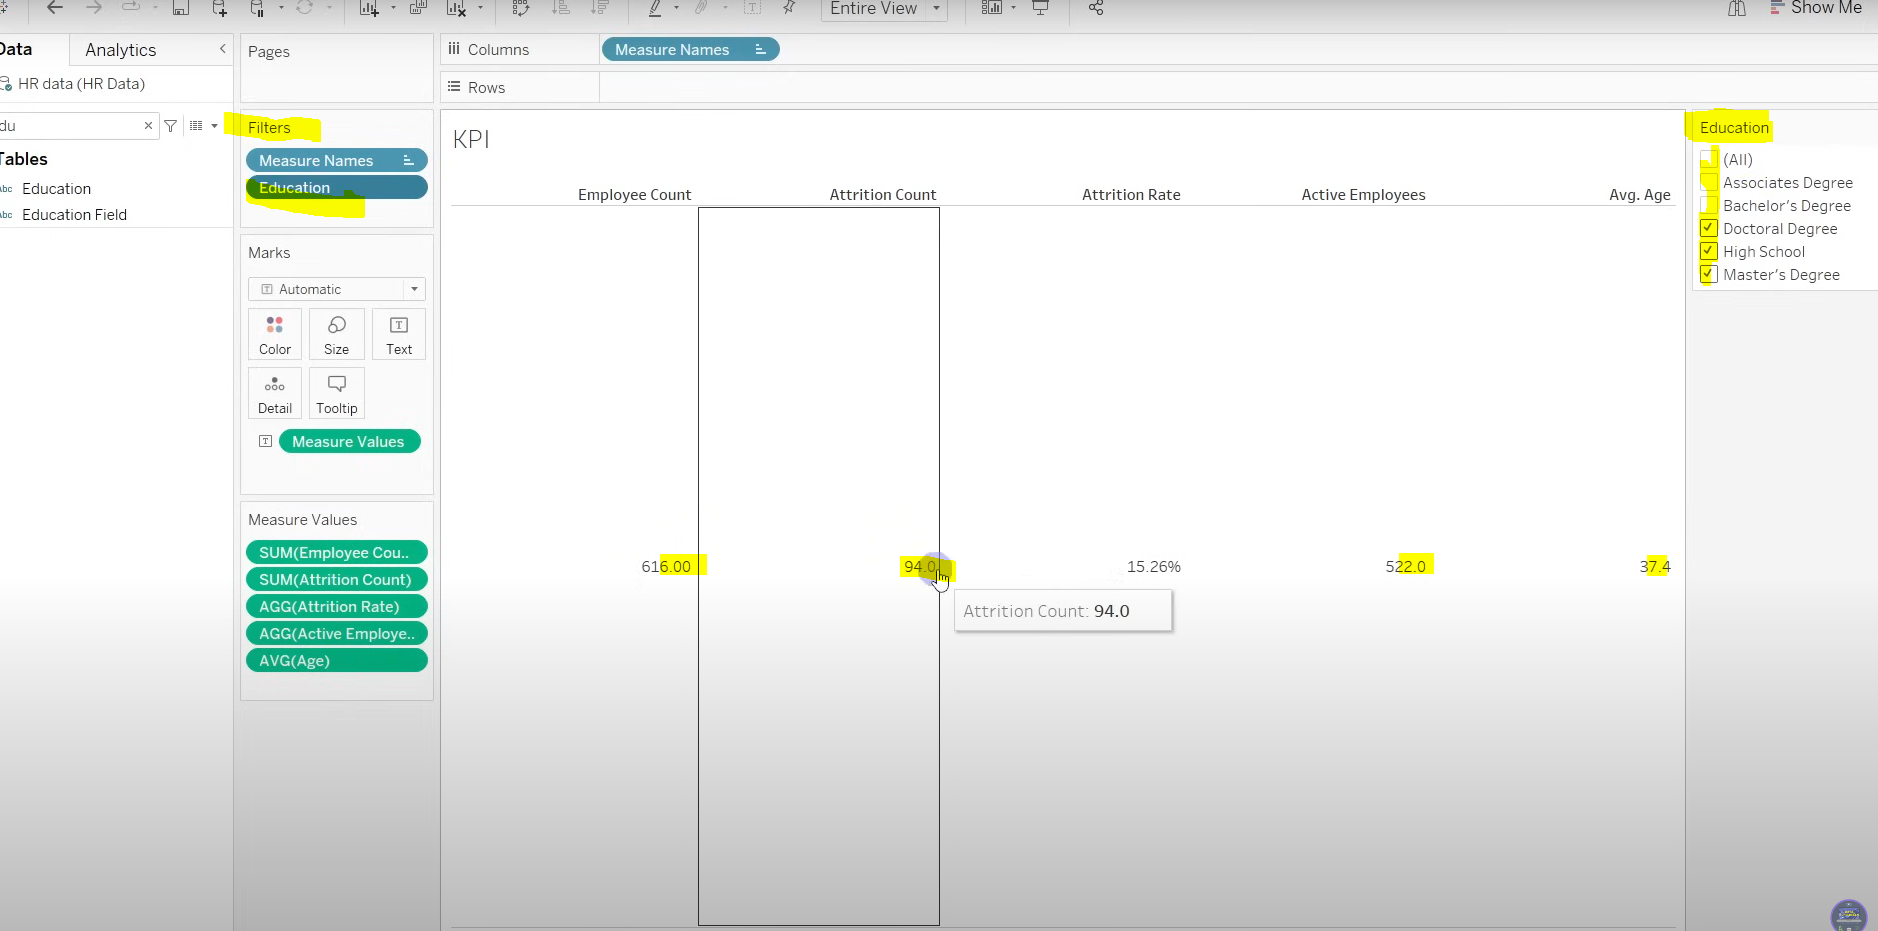 Entire View
Show Me
Data
Analytics
Pages
Columns
Measure Names
HR data (HR Data)
Rows
du
Filters
KPI
Education
Tables
Measure Names
(All)
Abc Education
Education
Employee Count
Attrition Count
Attrition Rate
Active Employees
Avg. Age
Associates Degree
Abc Education Field
Bachelor's Degree
Doctoral Degree
Marks
High School
Automatic
Master's Degree
Color
Size
Text
Detail
Tooltip
Measure Values
Measure Values
SUM(Employee Cou..
616.00
94.0
15.26%
522.0
37.4
SUM(Attrition Count)
AGG(Attrition Rate)
Attrition Count: 94.0
AGG(Active Employe..
AVG(Age)